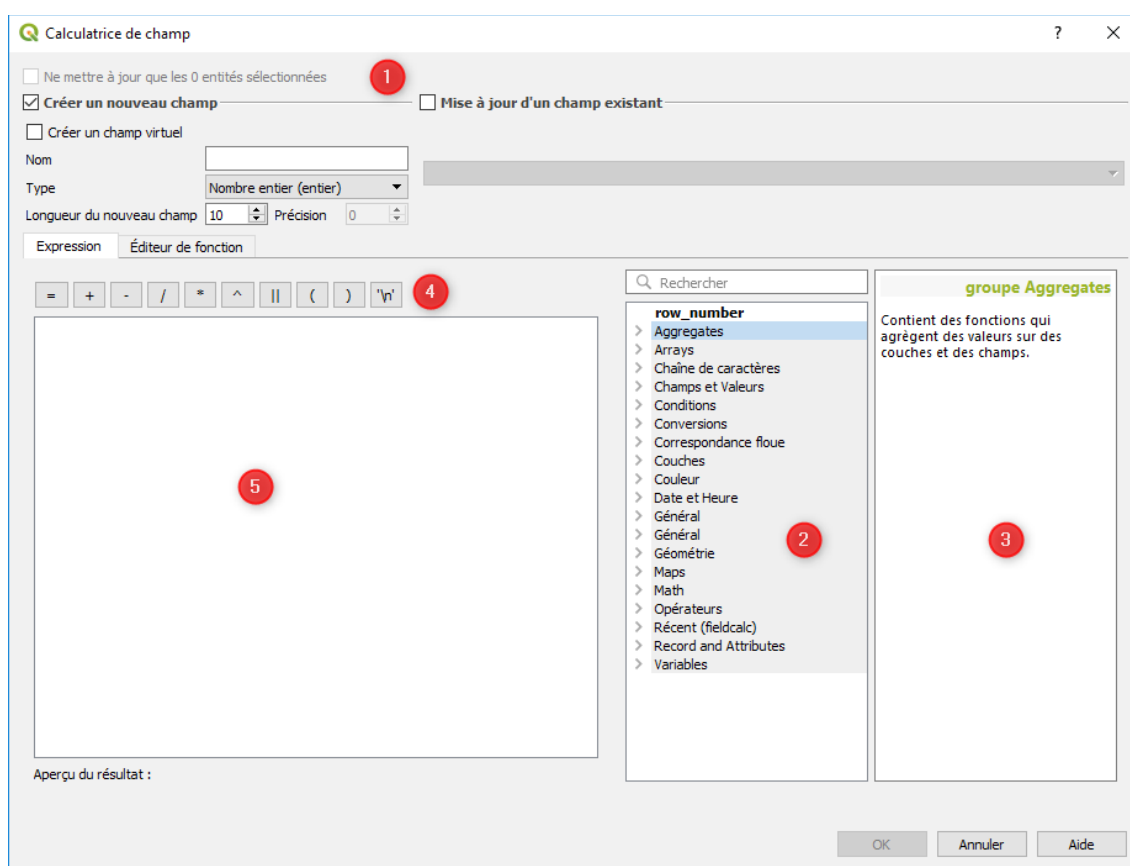 Calculatrice de champ
?
Ne mettre à jour que les 0 entités sélectionnées
1
Créer un nouveau champ
Mise à jour d'un champ existant
Créer un champ virtuel
Nom
Type
Nombre entier (entier)
Longueur du nouveau champ 10 Précision 0
Expression Éditeur de fonction
= + - / * ^ || ( ) '\n' 4
5
Aperçu du résultat :
Rechercher
row_number
Aggregates
Arrays
Chaîne de caractères
Champs et Valeurs
Conditions
Conversions
Correspondance floue
Couches
Couleur
Date et Heure
Général
Général
Géométrie
Maps
Math
Opérateurs
Récent (fieldcalc)
Record and Attributes
Variables
2
groupe Aggregates
Contient des fonctions qui
agrègent des valeurs sur des
couches et des champs.
3
OK Annuler Aide